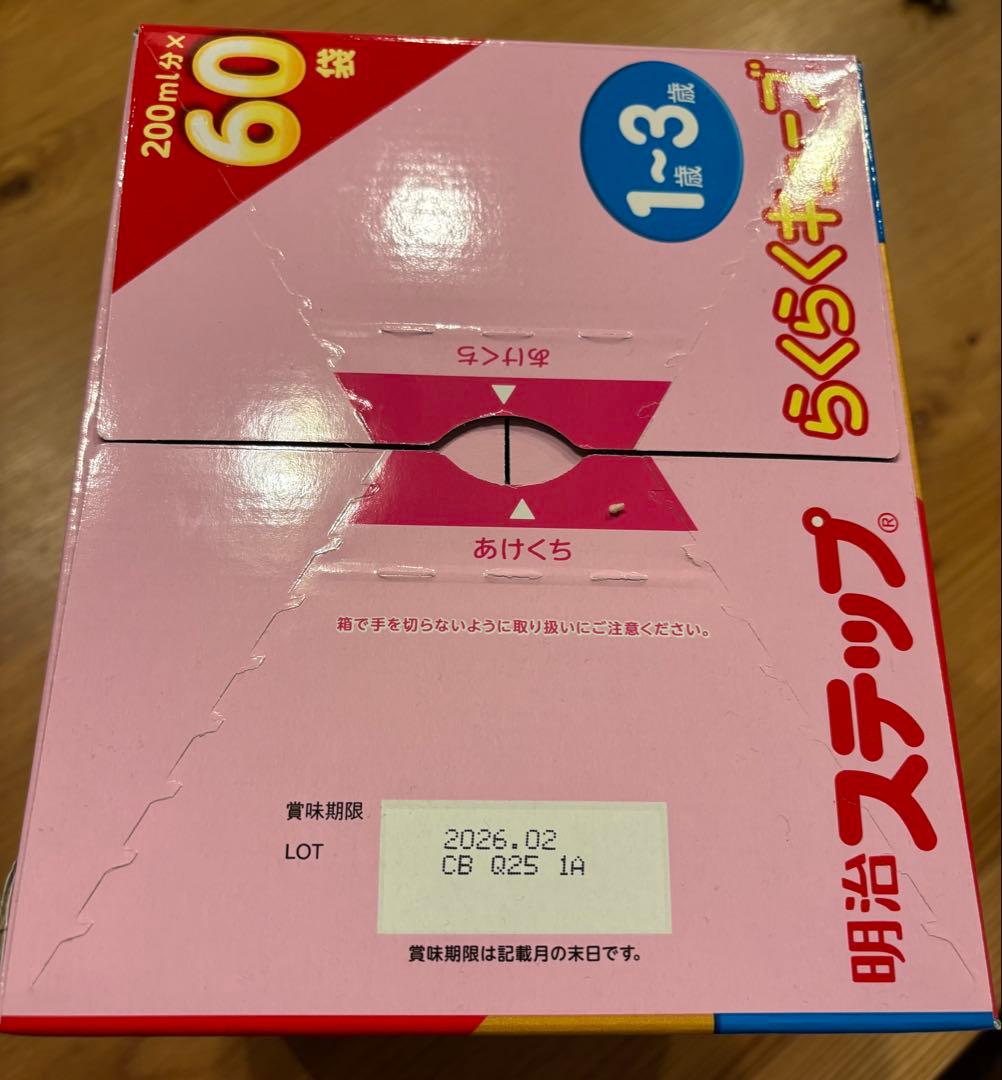 200ml分×
60袋
1歳~3歳
らくらくキューブ
あけくち
あけくち
明治ステップ®
箱で手を切らないように取り扱いにご注意ください。
賞味期限
2026.02
LOT
CB Q25 1A
賞味期限は記載月の末日です。